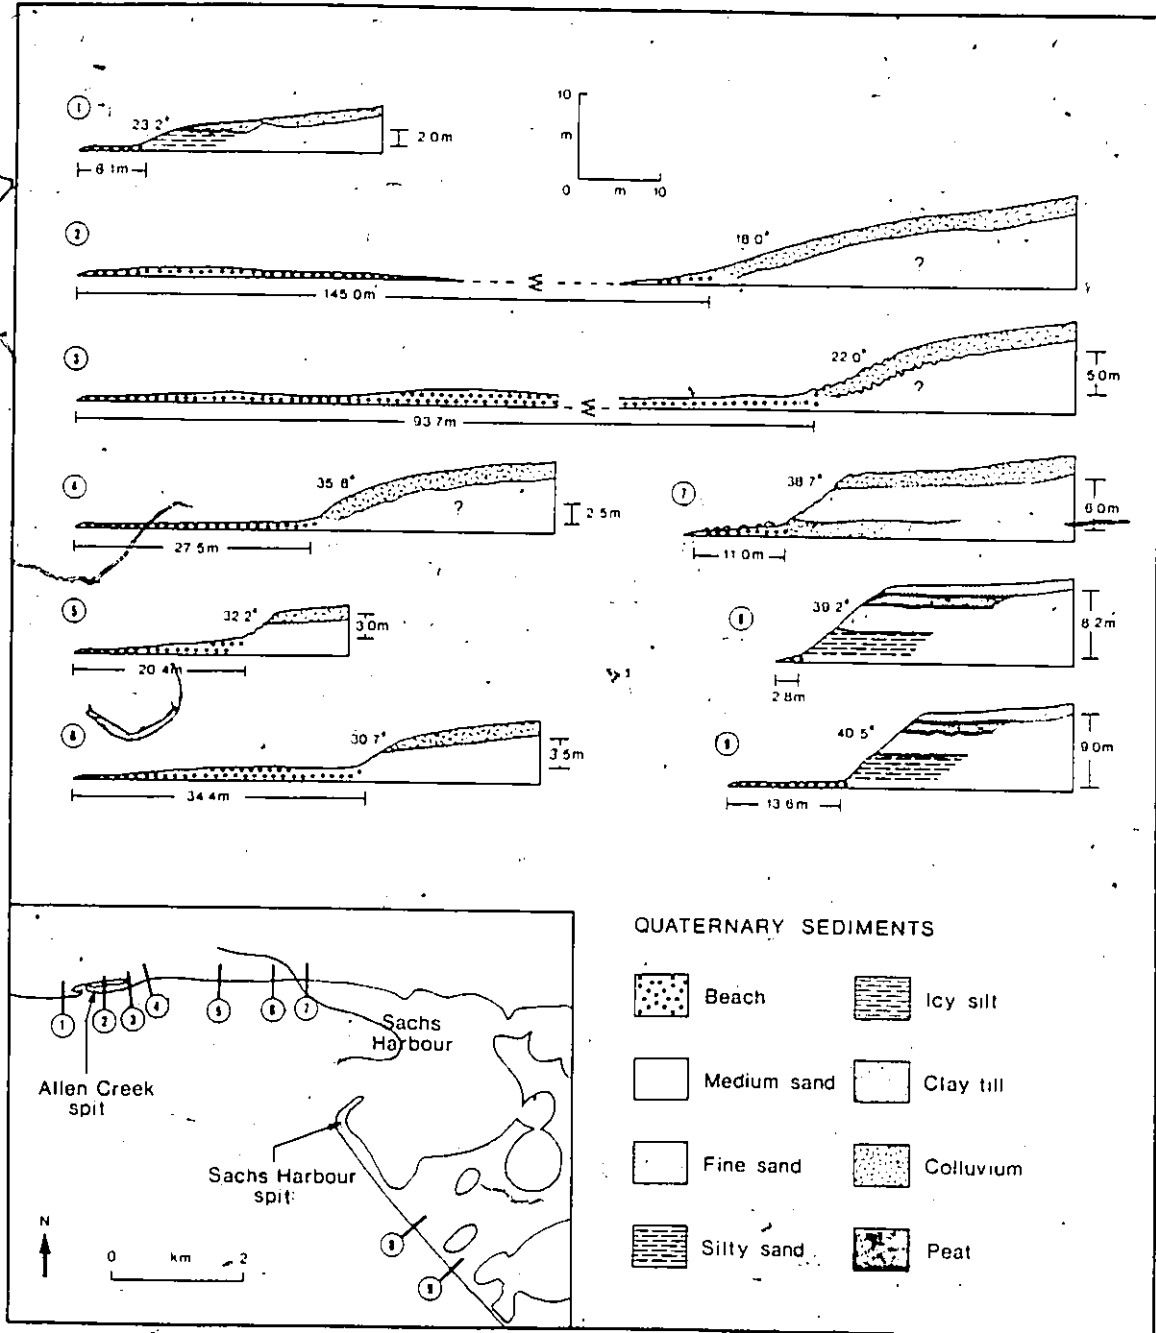 1
23.2°
2.0m
6.1m
10
m
0 m 10
2
18.0°
?
145.0m
3
22.0°
?
5.0m
93.7m
4
35.8°
?
2.5m
27.5m
7
38.7°
6.0m
11.0m
5
32.2°
3.0m
20.4m
8
39.2°
8.2m
2.8m
6
30.7°
3.5m
34.4m
9
40.5°
9.0m
13.6m
QUATERNARY SEDIMENTS
Beach
Icy silt
Medium sand
Clay till
Fine sand
Colluvium
Silty sand
Peat
1
2
3
4
5
6
7
Sachs
Harbour
Allen Creek
spit
Sachs Harbour
spit
8
9
N
0 km 2